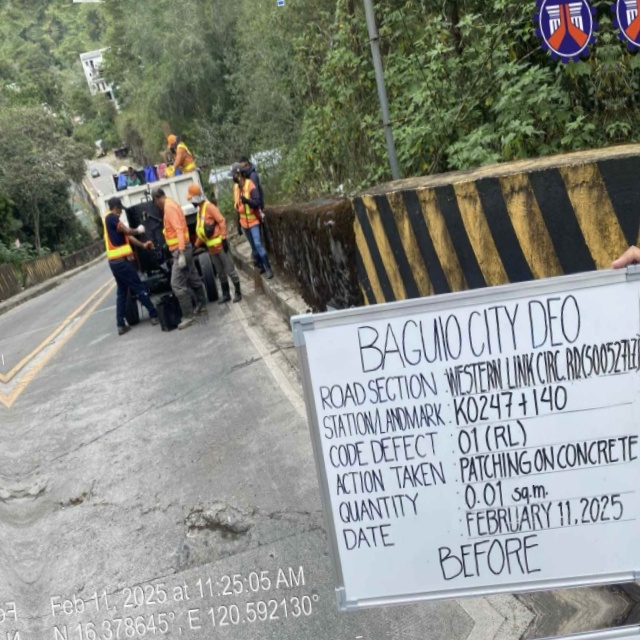 BAGUIO CITY DEO
ROAD SECTION : WESTERN LINK CIRC. RD(S00527LZ)
STATION/LANDMARK : K0247+140
CODE DEFECT : 01 (RL)
ACTION TAKEN : PATCHING ON CONCRETE
QUANTITY : 0.01 sq.m.
DATE : FEBRUARY 11, 2025
BEFORE
Feb 11, 2025 at 11:25:05 AM
N 16.378645°, E 120.592130°